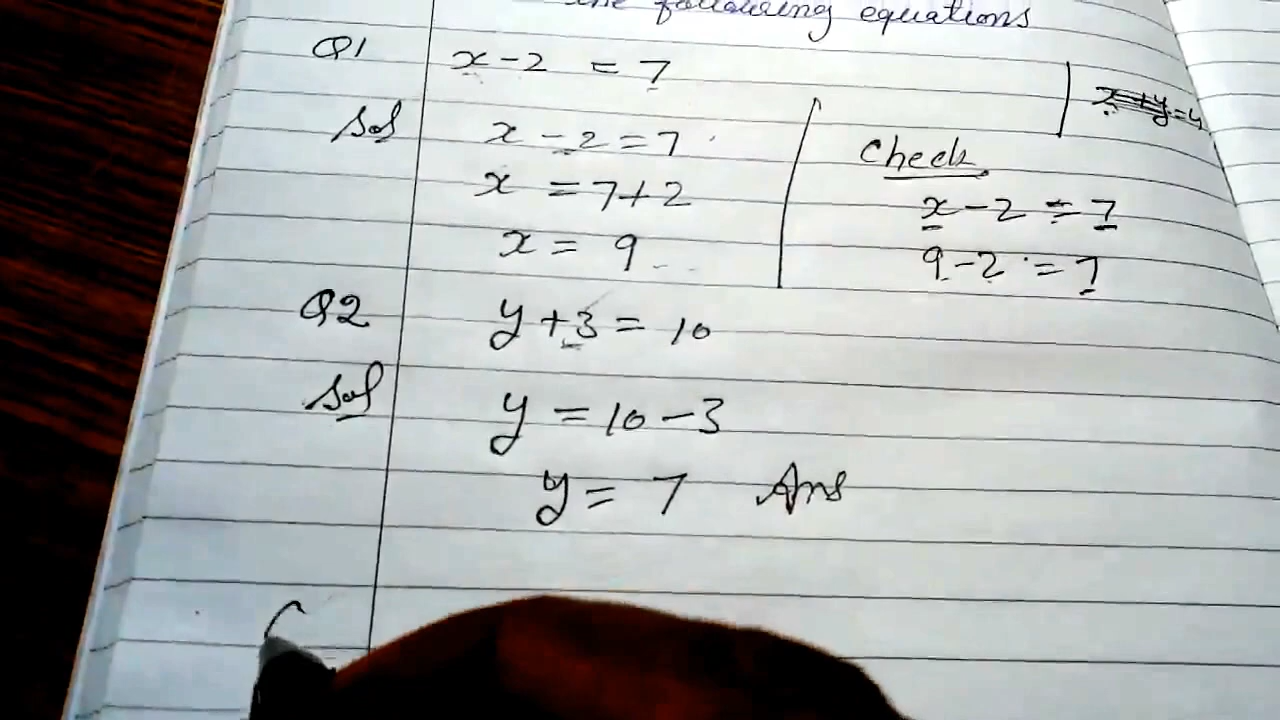 the following equations
Q1 x - 2 = 7
Sol x - 2 = 7
x = 7 + 2
x = 9
Check
x - 2 = 7
9 - 2 = 7
Q2 y + 3 = 10
Sol y = 10 - 3
y = 7 Ans